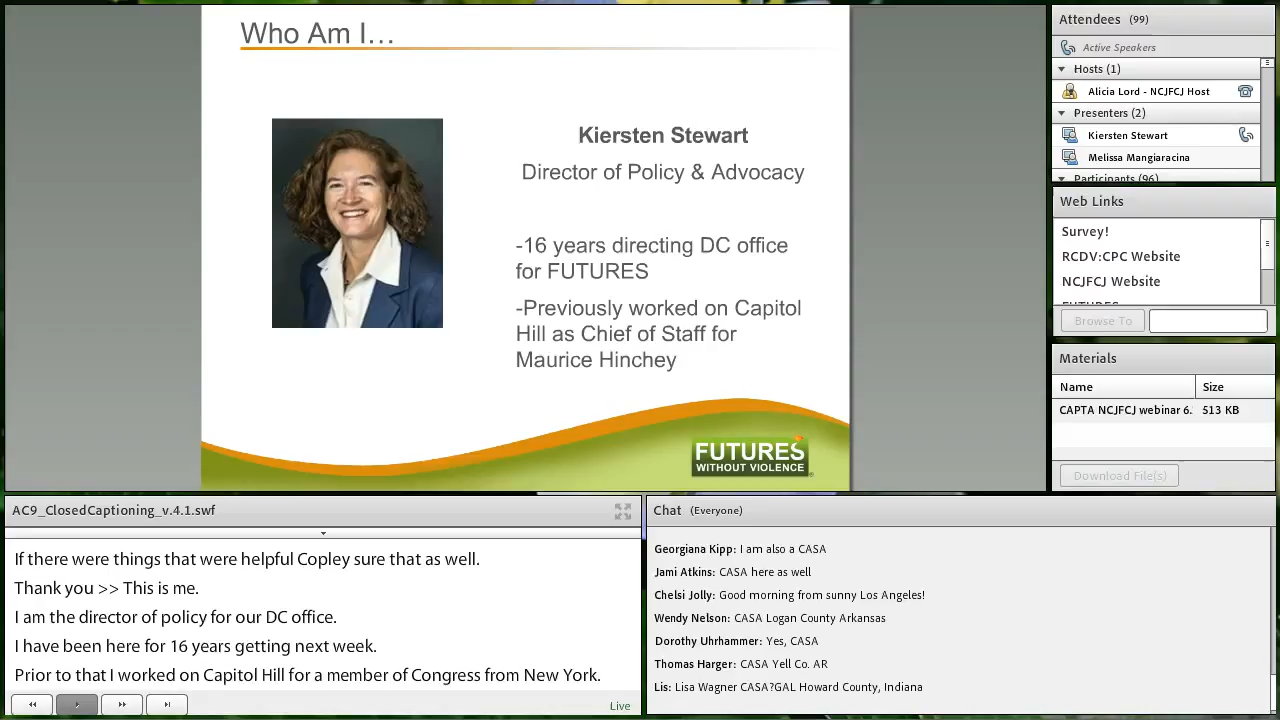 Who Am I…
Kiersten Stewart
Director of Policy & Advocacy
-16 years directing DC office
for FUTURES
-Previously worked on Capitol
Hill as Chief of Staff for
Maurice Hinchey
FUTURES
WITHOUT VIOLENCE
Attendees (99)
Active Speakers
Hosts (1)
Alicia Lord - NCJFCJ Host
Presenters (2)
Kiersten Stewart
Melissa Mangiaracina
Participants (96)
Web Links
Survey!
RCDV:CPC Website
NCJFCJ Website
FUTURES
Browse To
Materials
Name Size
CAPTA NCJFCJ webinar 6. 513 KB
Download File(s)
AC9_ClosedCaptioning_v.4.1.swf
If there were things that were helpful Copley sure that as well.
Thank you >> This is me.
I am the director of policy for our DC office.
I have been here for 16 years getting next week.
Prior to that I worked on Capitol Hill for a member of Congress from New York.
Live
Chat (Everyone)
Georgiana Kipp: I am also a CASA
Jami Atkins: CASA here as well
Chelsi Jolly: Good morning from sunny Los Angeles!
Wendy Nelson: CASA Logan County Arkansas
Dorothy Uhrhammer: Yes, CASA
Thomas Harger: CASA Yell Co. AR
Lis: Lisa Wagner CASA?GAL Howard County, Indiana